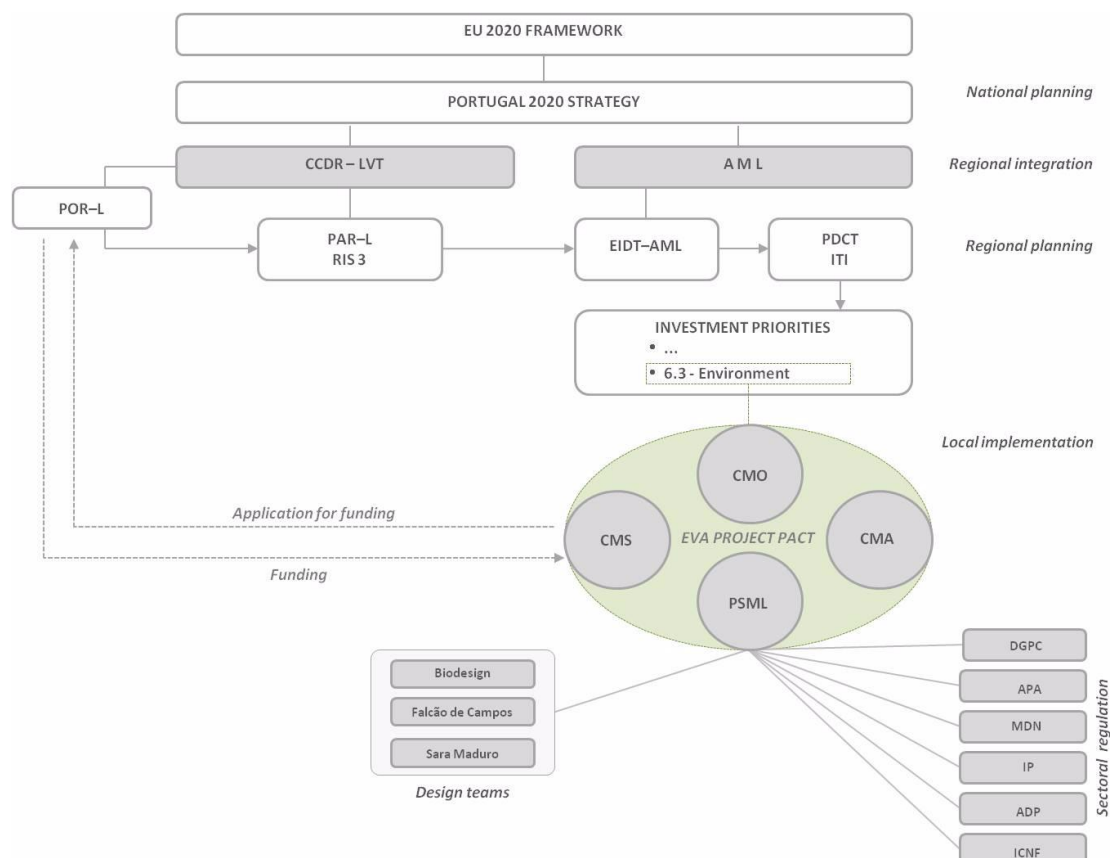 EU 2020 FRAMEWORK
PORTUGAL 2020 STRATEGY
National planning
CCDR – LVT
A M L
Regional integration
POR–L
PAR–L
RIS 3
EIDT–AML
PDCT
ITI
Regional planning
INVESTMENT PRIORITIES
• ...
• 6.3 - Environment
Local implementation
CMO
CMS
EVA PROJECT PACT
CMA
PSML
Application for funding
Funding
Biodesign
Falcão de Campos
Sara Maduro
Design teams
DGPC
APA
MDN
IP
ADP
ICNF
Sectoral regulation